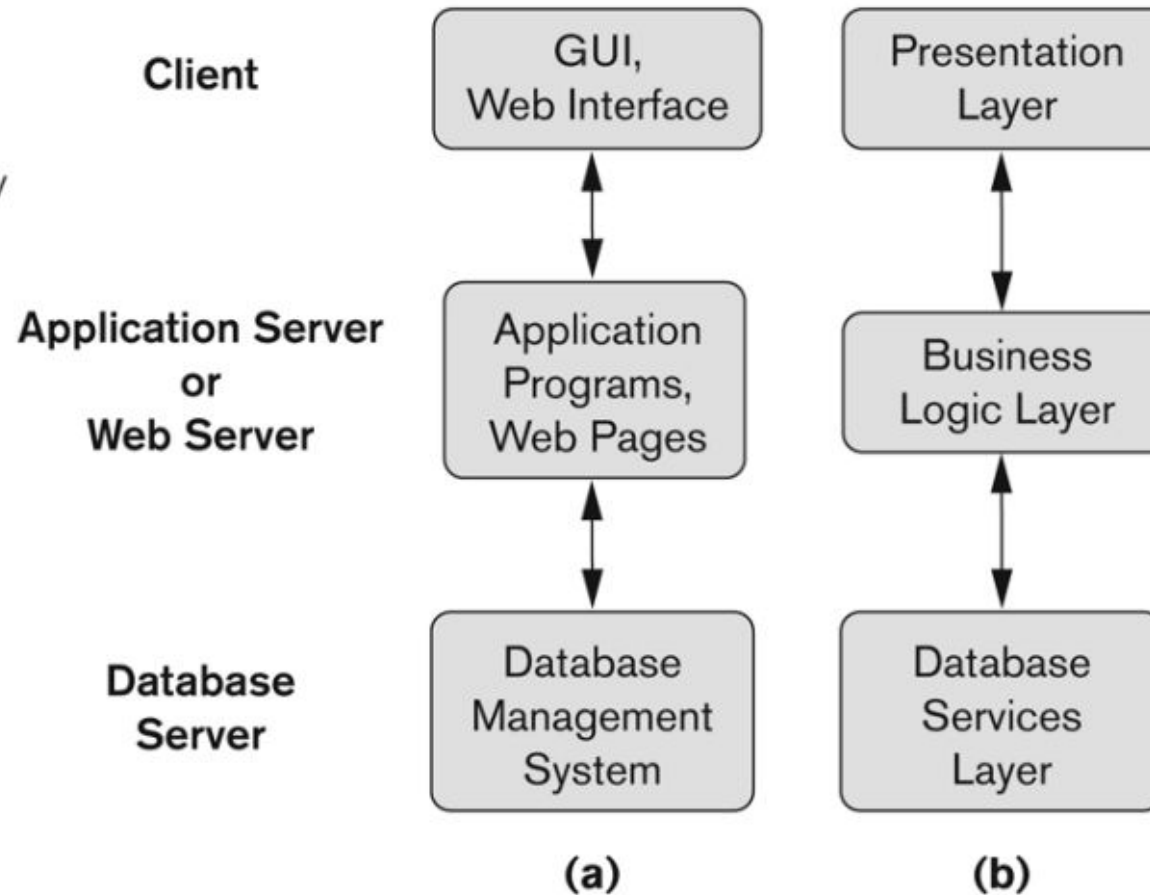 Client
GUI,
Web Interface
Presentation
Layer
Application Server
or
Web Server
Application
Programs,
Web Pages
Business
Logic Layer
Database
Server
Database
Management
System
Database
Services
Layer
(a)
(b)